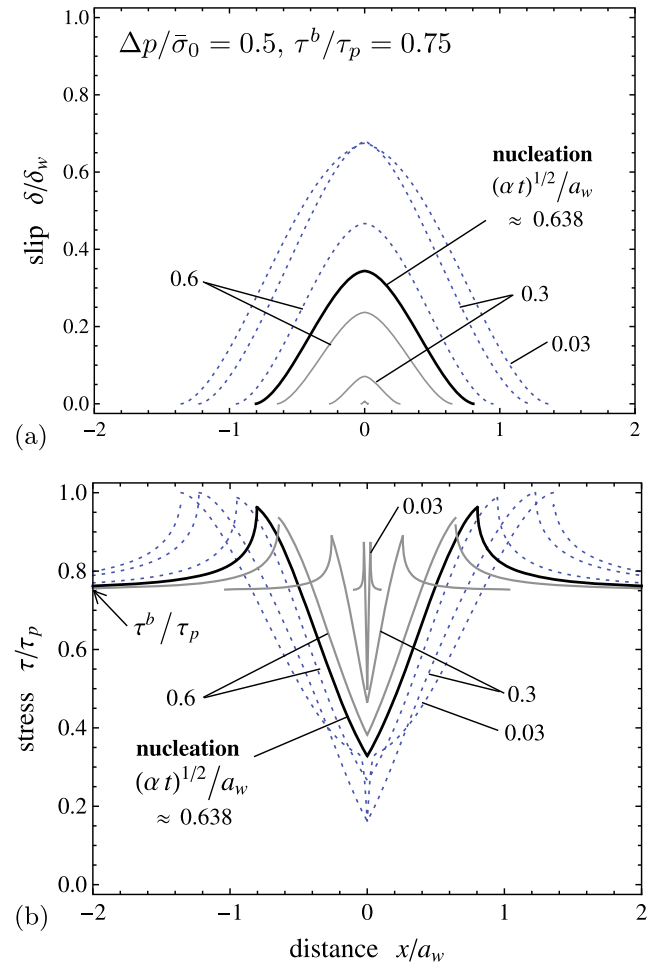 Δp/σ̄₀ = 0.5, τᵇ/τₚ = 0.75
1.0
0.8
0.6
0.4
0.2
0.0
slip δ/δ_w
nucleation
(α t)^{1/2}/a_w
≈ 0.638
0.6
0.3
0.03
−2
−1
0
1
2
(a)
1.0
0.8
0.6
0.4
0.2
0.0
stress τ/τₚ
0.03
τᵇ/τₚ
0.6
0.3
0.03
nucleation
(α t)^{1/2}/a_w
≈ 0.638
−2
−1
0
1
2
(b)
distance x/a_w